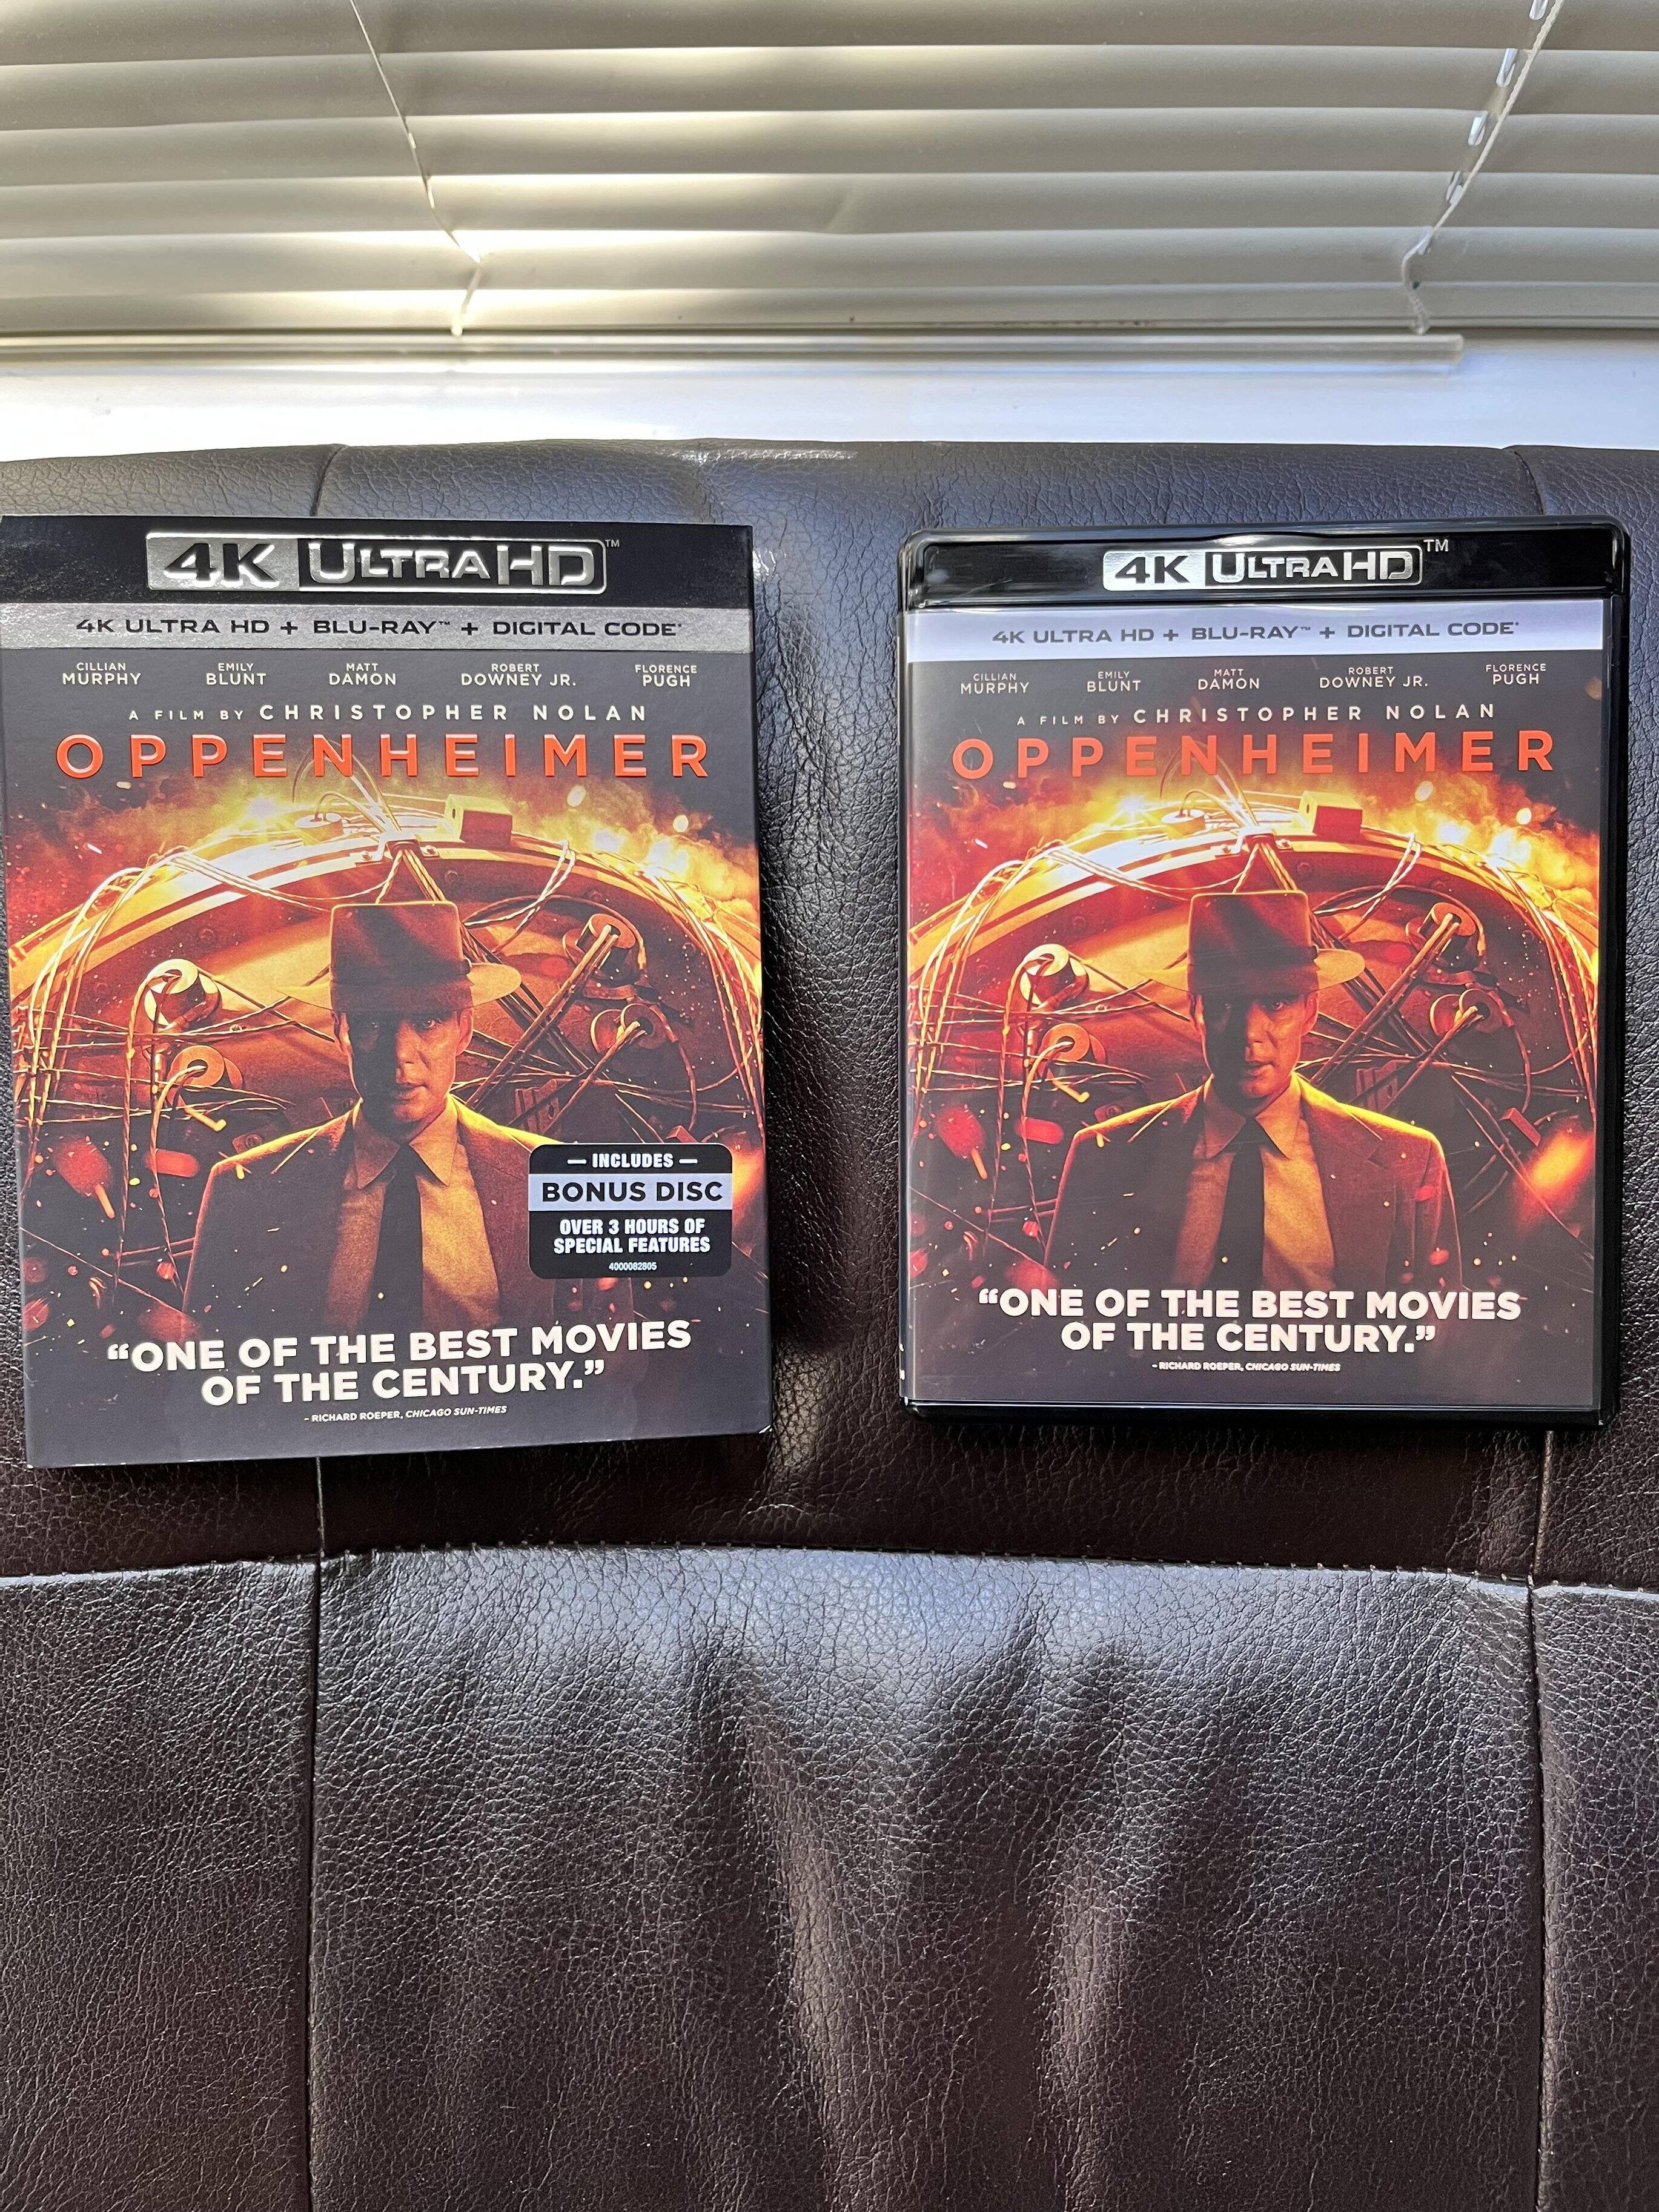 4K ULTRA HD™
4K ULTRA HD + BLU-RAY™ + DIGITAL CODE*
CILLIAN MURPHY EMILY BLUNT MATT DAMON ROBERT DOWNEY JR. FLORENCE PUGH
A FILM BY CHRISTOPHER NOLAN
OPPENHEIMER
— INCLUDES —
BONUS DISC
OVER 3 HOURS OF
SPECIAL FEATURES
4000082805
“ONE OF THE BEST MOVIES
OF THE CENTURY.”
– RICHARD ROEPER, CHICAGO SUN-TIMES
4K ULTRA HD™
4K ULTRA HD + BLU-RAY™ + DIGITAL CODE*
CILLIAN MURPHY EMILY BLUNT MATT DAMON ROBERT DOWNEY JR. FLORENCE PUGH
A FILM BY CHRISTOPHER NOLAN
OPPENHEIMER
“ONE OF THE BEST MOVIES
OF THE CENTURY.”
– RICHARD ROEPER, CHICAGO SUN-TIMES